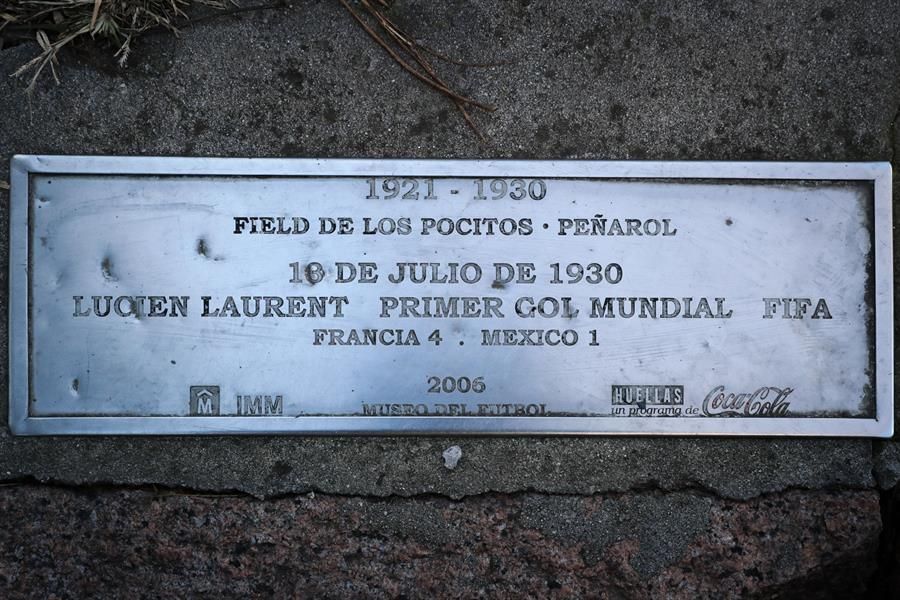 1921 - 1930
FIELD DE LOS POCITOS · PEÑAROL
13 DE JULIO DE 1930
LUCIEN LAURENT PRIMER GOL MUNDIAL FIFA
FRANCIA 4 . MEXICO 1
2006
MUSEO DEL FUTBOL
M IMM
HUELLAS
un programa de Coca-Cola